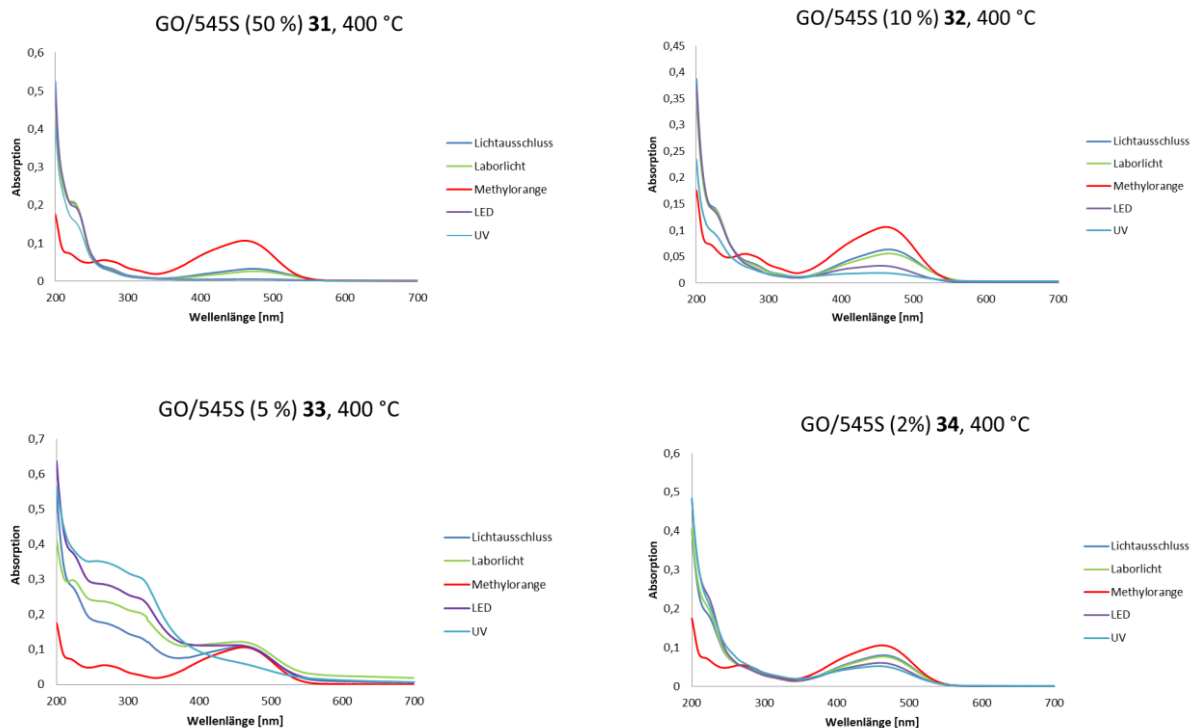 GO/545S (50 %) 31, 400 °C
0,6
0,5
0,4
0,3
0,2
0,1
0
Absorption
200 300 400 500 600 700
Wellenlänge [nm]
Lichtausschluss
Laborlicht
Methylorange
LED
UV
GO/545S (10 %) 32, 400 °C
0,45
0,4
0,35
0,3
0,25
0,2
0,15
0,1
0,05
0
Absorption
200 300 400 500 600 700
Wellenlänge [nm]
Lichtausschluss
Laborlicht
Methylorange
LED
UV
GO/545S (5 %) 33, 400 °C
0,7
0,6
0,5
0,4
0,3
0,2
0,1
0
Absorption
200 300 400 500 600 700
Wellenlänge [nm]
Lichtausschluss
Laborlicht
Methylorange
LED
UV
GO/545S (2%) 34, 400 °C
0,6
0,5
0,4
0,3
0,2
0,1
0
Absorption
200 300 400 500 600 700
Wellenlänge [nm]
Lichtausschluss
Laborlicht
Methylorange
LED
UV